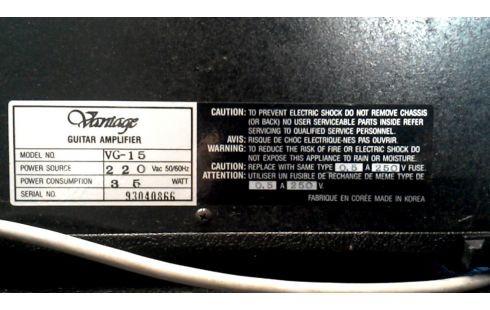 Vantage
GUITAR AMPLIFIER
MODEL NO. VG-15
POWER SOURCE 220 Vac 50/60Hz
POWER CONSUMPTION 35 WATT
SERIAL NO. 93040866
CAUTION: TO PREVENT ELECTRIC SHOCK DO NOT REMOVE CHASSIS
(OR BACK) NO USER SERVICEABLE PARTS INSIDE REFER
SERVICING TO QUALIFIED SERVICE PERSONNEL.
AVIS: RISQUE DE CHOC ELECTRIQUE-NES PAS OUVRIR.
WARNING: TO REDUCE THE RISK OF FIRE OR ELECTRIC SHOCK DO
NOT EXPOSE THIS APPLIANCE TO RAIN OR MOISTURE.
CAUTION: REPLACE WITH SAME TYPE 0.5 A 250 V FUSE.
ATTENTION: UTILISER UN FUSIBLE DE RECHANGE DE MEME TYPE DE
0.5 A 250 V.
FABRIQUE EN CORÉE MADE IN KOREA